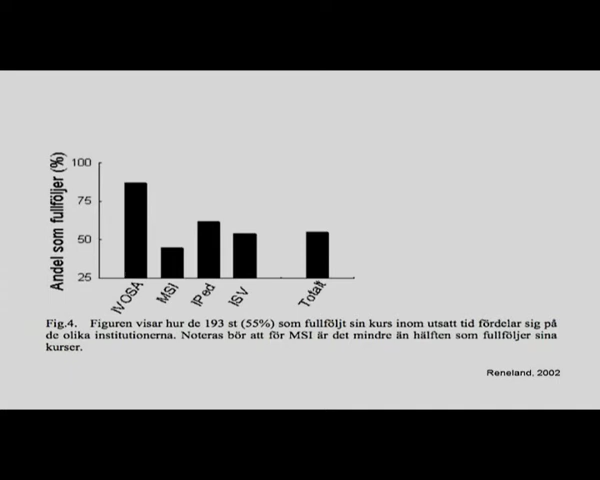 Andel som fullföljer (%)
100
75
50
25
IVOSA
MSI
IPed
ISV
Totalt
Fig.4. Figuren visar hur de 193 st (55%) som fullföljt sin kurs inom utsatt tid fördelar sig på
de olika institutionerna. Noteras bör att för MSI är det mindre än hälften som fullföljer sina
kurser.
Reneland, 2002